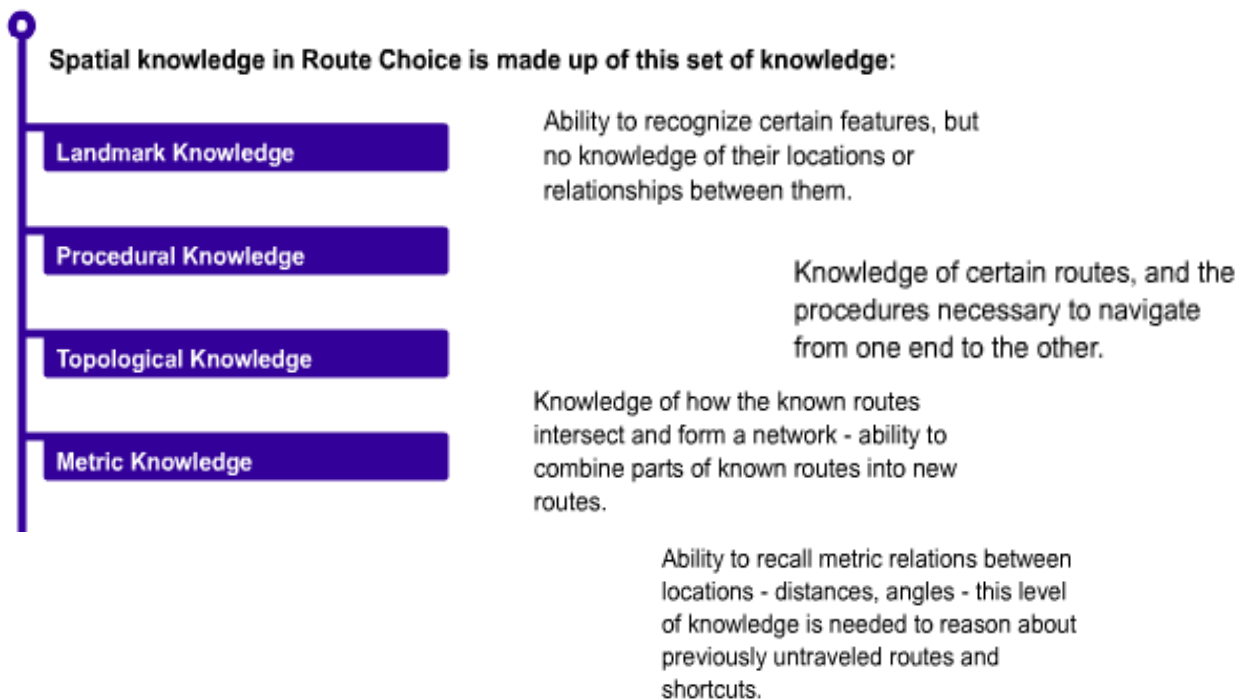 Spatial knowledge in Route Choice is made up of this set of knowledge:
Landmark Knowledge
Ability to recognize certain features, but
no knowledge of their locations or
relationships between them.
Procedural Knowledge
Knowledge of certain routes, and the
procedures necessary to navigate
from one end to the other.
Topological Knowledge
Knowledge of how the known routes
intersect and form a network - ability to
combine parts of known routes into new
routes.
Metric Knowledge
Ability to recall metric relations between
locations - distances, angles - this level
of knowledge is needed to reason about
previously untraveled routes and
shortcuts.